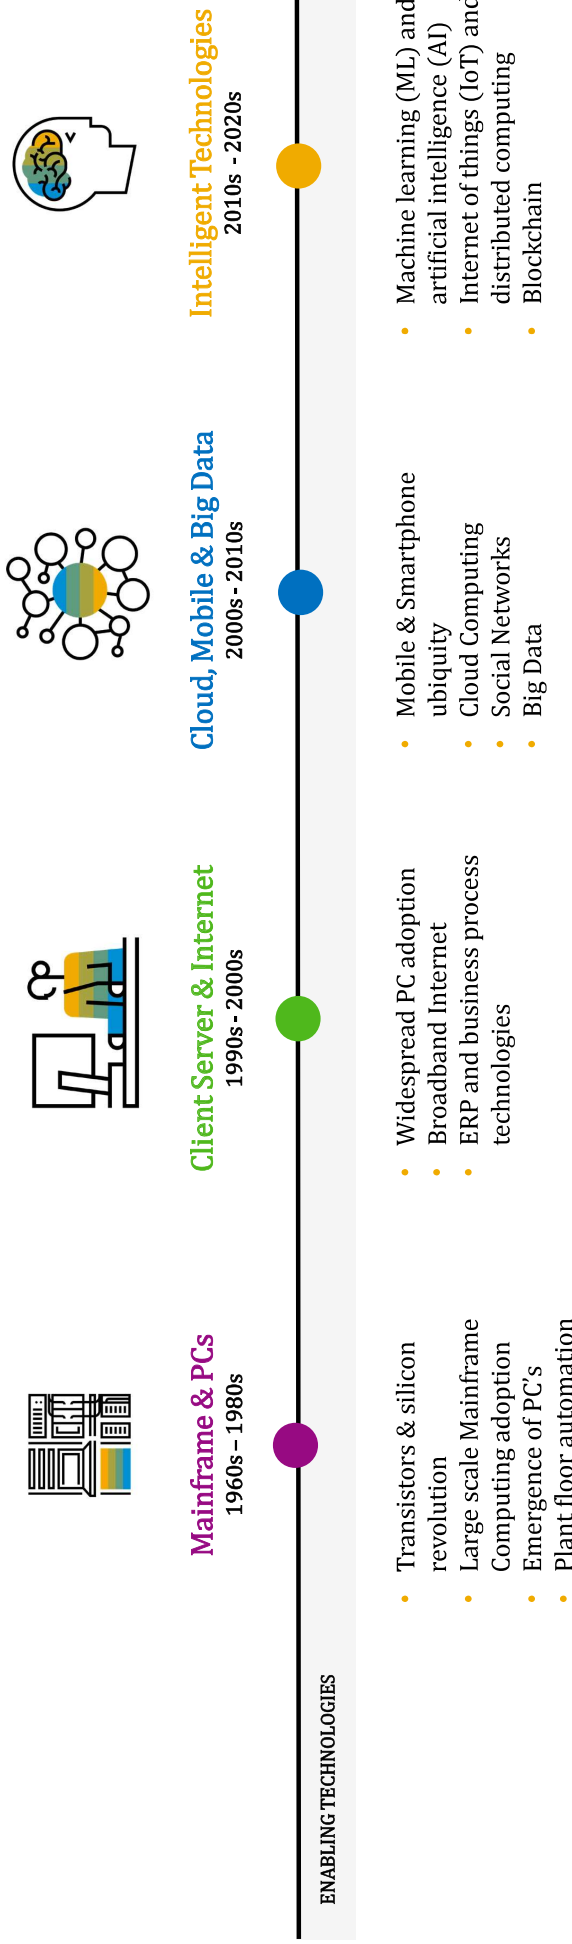 Mainframe & PCs
1960s – 1980s
Client Server & Internet
1990s - 2000s
Cloud, Mobile & Big Data
2000s - 2010s
Intelligent Technologies
2010s - 2020s
ENABLING TECHNOLOGIES
• Transistors & silicon
revolution
• Large scale Mainframe
Computing adoption
• Emergence of PC’s
• Plant floor automation
• Widespread PC adoption
• Broadband Internet
• ERP and business process
technologies
• Mobile & Smartphone
ubiquity
• Cloud Computing
• Social Networks
• Big Data
• Machine learning (ML) and
artificial intelligence (AI)
• Internet of things (IoT) and
distributed computing
• Blockchain